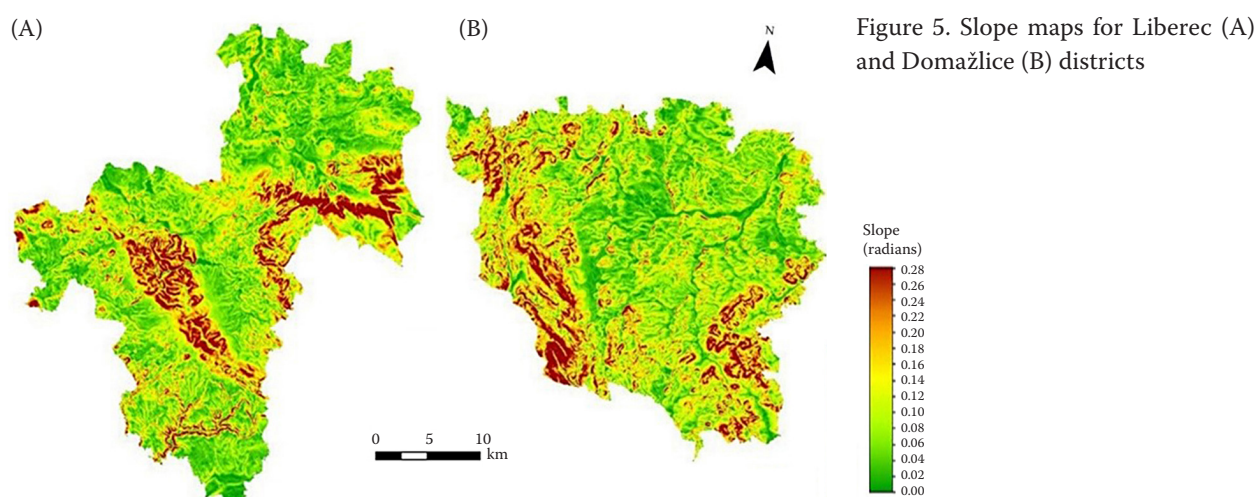 (A)
(B)
N
Figure 5. Slope maps for Liberec (A)
and Domažlice (B) districts
Slope
(radians)
0.28
0.26
0.24
0.22
0.20
0.18
0.16
0.14
0.12
0.10
0.08
0.06
0.04
0.02
0.00
0 5 10
km